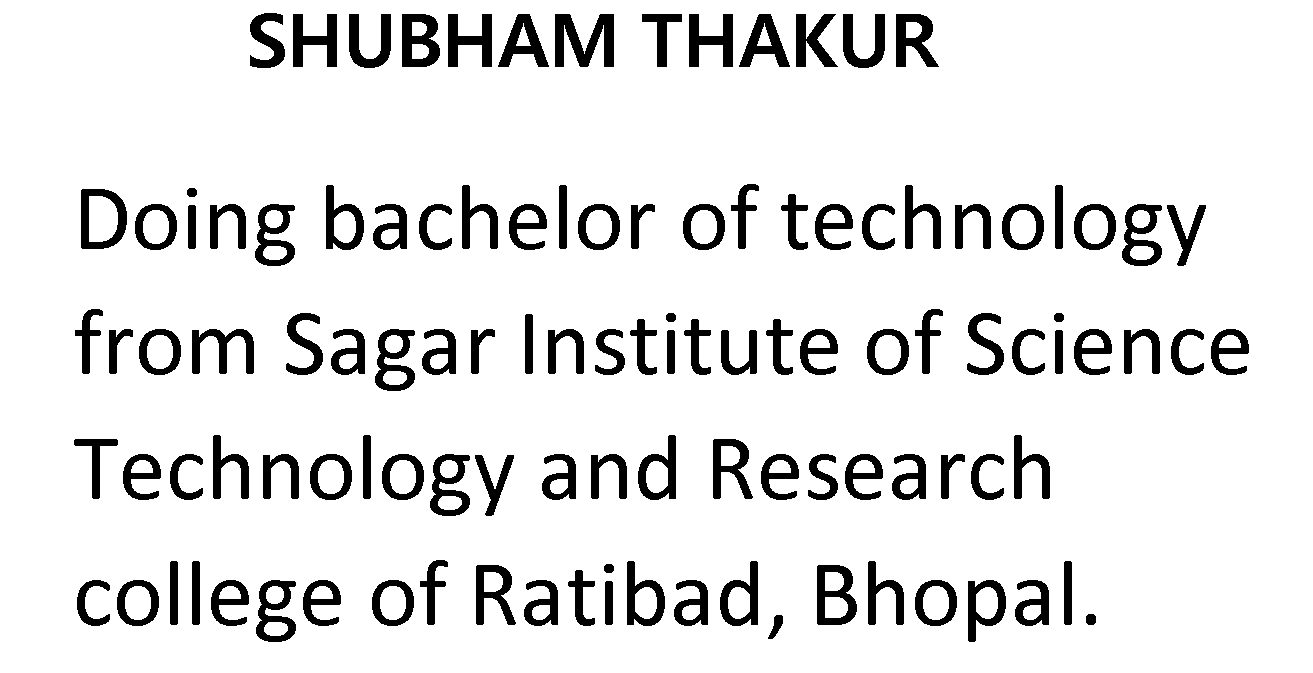 SHUBHAM THAKUR
Doing bachelor of technology
from Sagar Institute of Science
Technology and Research
college of Ratibad, Bhopal.